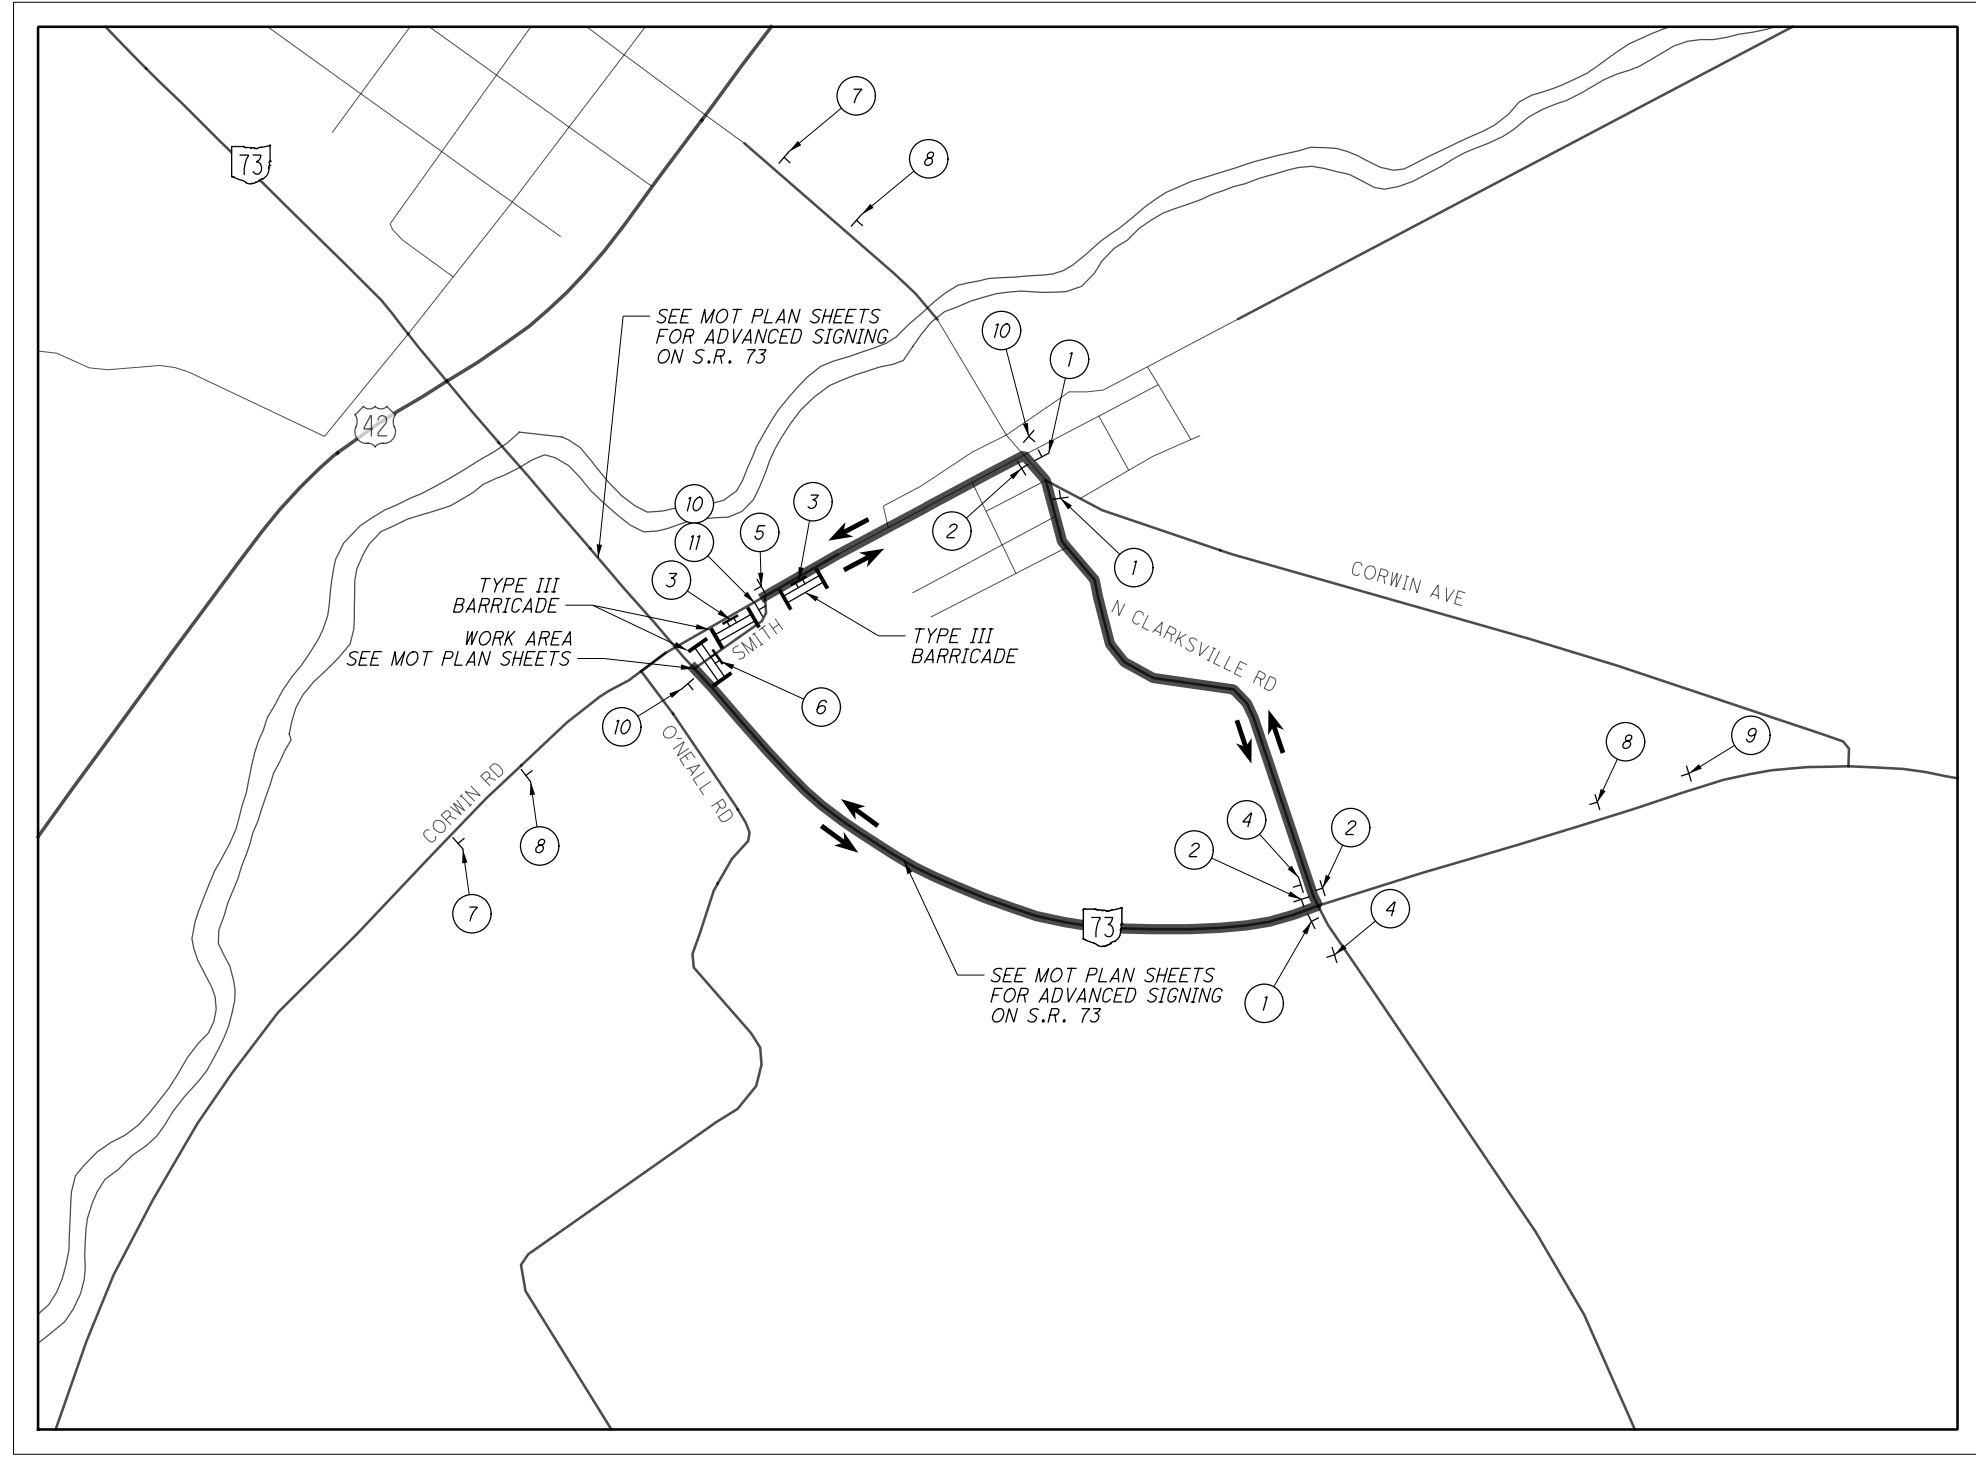 7
8
73
SEE MOT PLAN SHEETS
FOR ADVANCED SIGNING
ON S.R. 73
10
1
42
10
3
5
2
11
3
1
TYPE III
BARRICADE
CORWIN AVE
WORK AREA
SEE MOT PLAN SHEETS
SMITH
TYPE III
BARRICADE
N CLARKSVILLE RD
10
6
O'NEALL RD
CORWIN RD
8
7
8
9
4
2
2
4
73
SEE MOT PLAN SHEETS
FOR ADVANCED SIGNING
ON S.R. 73
1